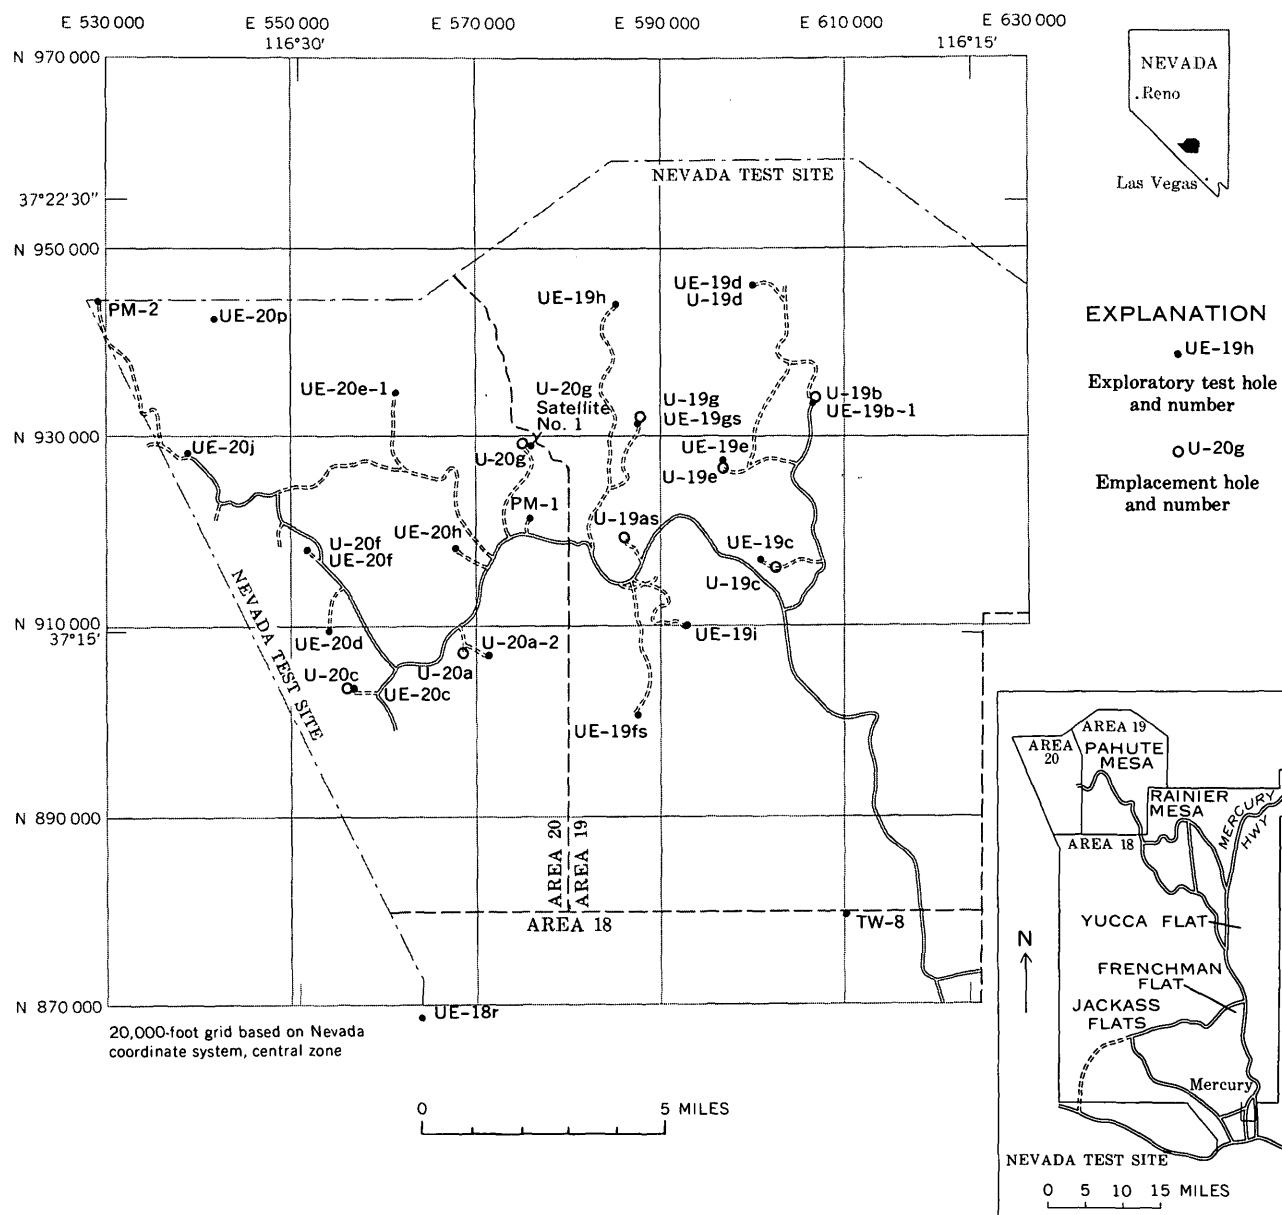 E 530 000
E 550 000
E 570 000
E 590 000
E 610 000
E 630 000
116°30′
116°15′
N 970 000
37°22′30″
N 950 000
N 930 000
N 910 000
37°15′
N 890 000
N 870 000
NEVADA TEST SITE
PM-2
UE-20p
UE-19h
UE-19d
U-19d
UE-20e-1
U-20g
Satellite
No. 1
U-19g
UE-19gs
U-19b
UE-19b-1
UE-20j
U-20g
UE-19e
U-19e
PM-1
U-19as
U-20f
UE-20f
UE-20h
UE-19c
U-19c
NEVADA TEST SITE
UE-20d
U-20a-2
UE-19i
U-20c
UE-20c
U-20a
UE-19fs
AREA 20
AREA 19
AREA 18
TW-8
UE-18r
20,000-foot grid based on Nevada
coordinate system, central zone
0 5 MILES
NEVADA
Reno
Las Vegas
EXPLANATION
UE-19h
Exploratory test hole
and number
U-20g
Emplacement hole
and number
AREA 19
AREA
20
PAHUTE
MESA
RAINIER
MESA
MERCURY
HWY
AREA 18
YUCCA FLAT
N
FRENCHMAN
FLAT
JACKASS
FLATS
Mercury
NEVADA TEST SITE
0 5 10 15 MILES